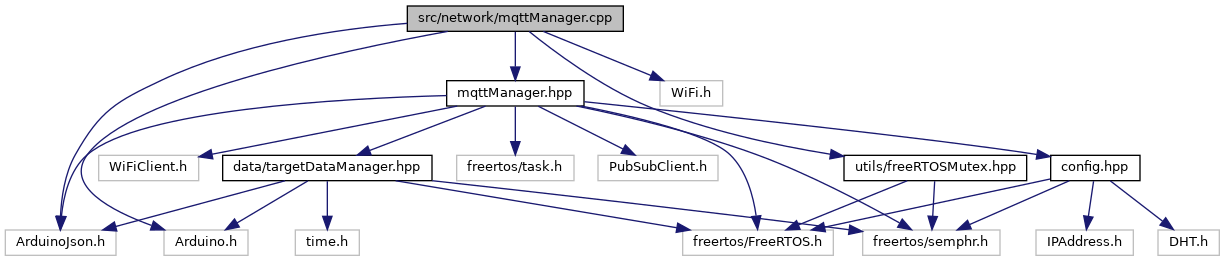 src/network/mqttManager.cpp
mqttManager.hpp
WiFi.h
WiFiClient.h
data/targetDataManager.hpp
freertos/task.h
PubSubClient.h
utils/freeRTOSMutex.hpp
config.hpp
ArduinoJson.h
Arduino.h
time.h
freertos/FreeRTOS.h
freertos/semphr.h
IPAddress.h
DHT.h